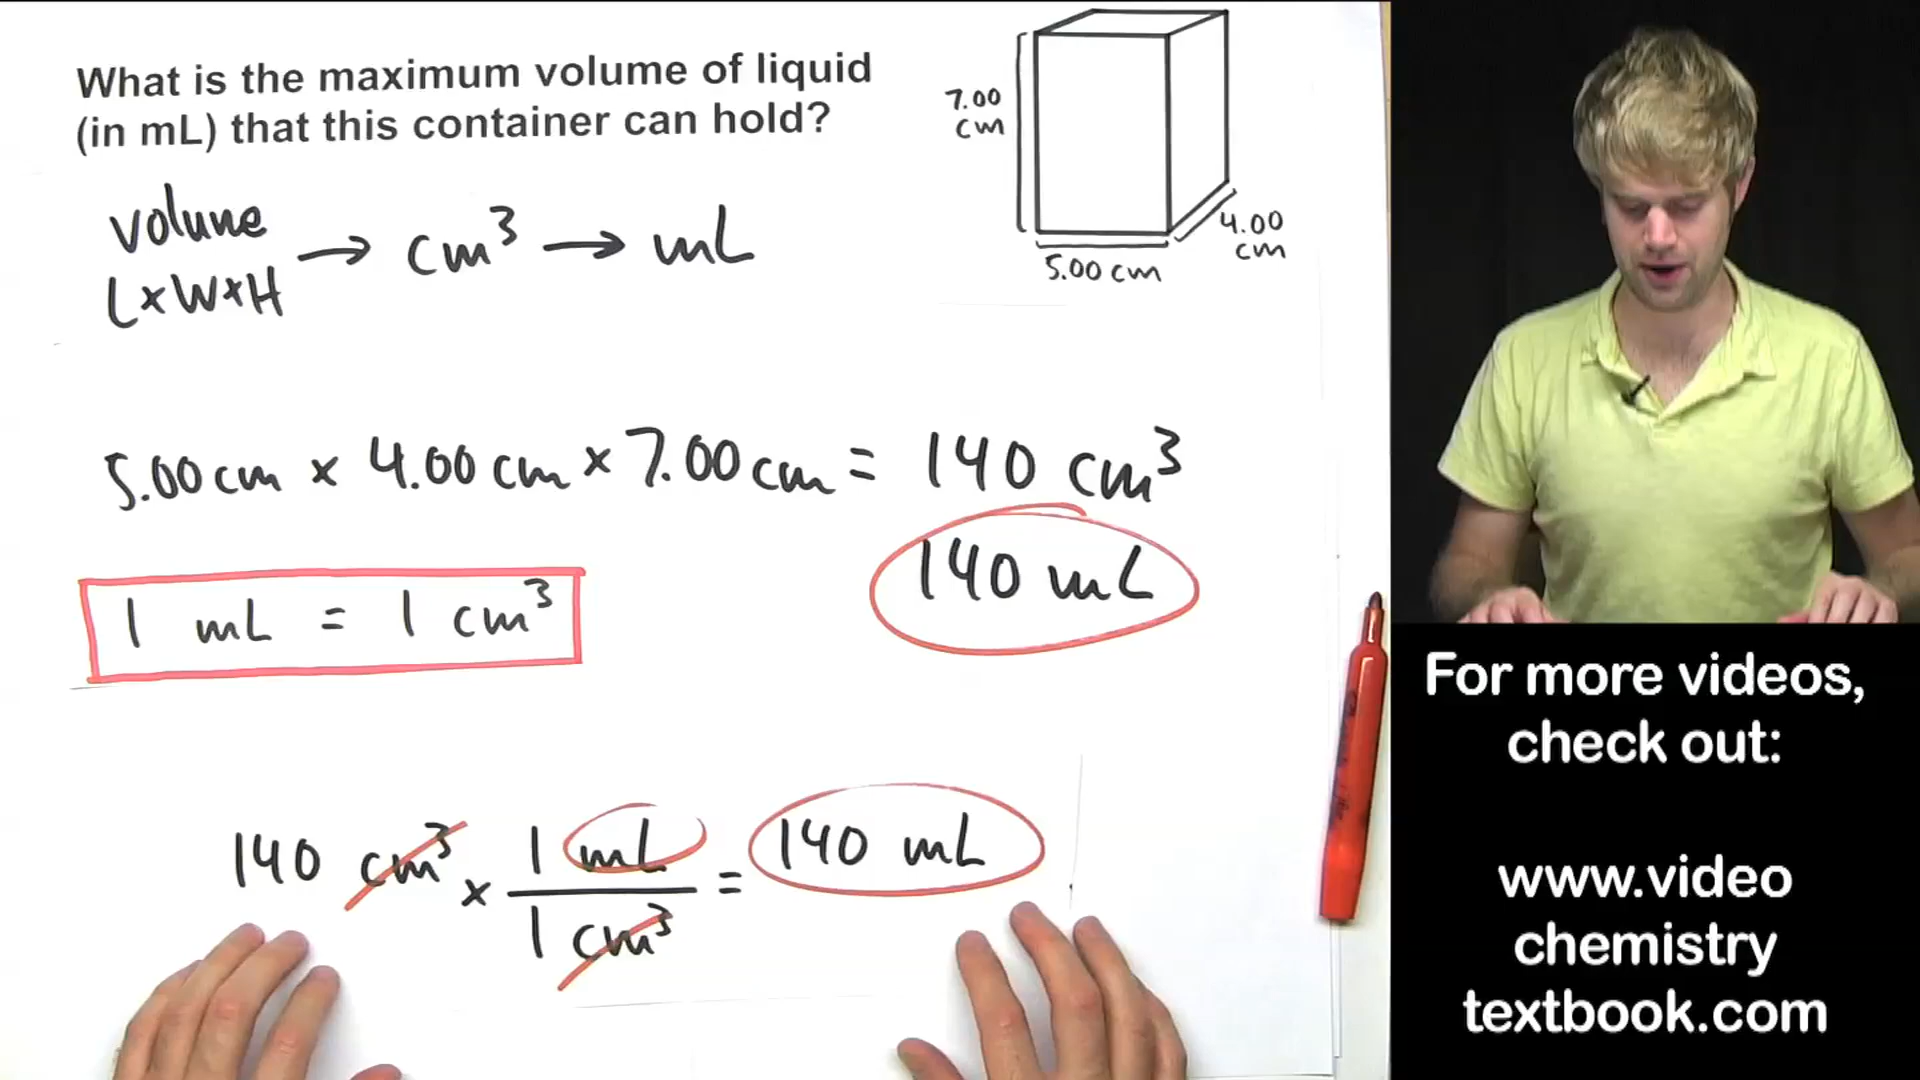 What is the maximum volume of liquid
(in mL) that this container can hold?
7.00
cm
4.00
cm
5.00 cm
volume
L×W×H → cm³ → mL
5.00 cm × 4.00 cm × 7.00 cm = 140 cm³
140 mL
1 mL = 1 cm³
140 cm³ × 1 mL = 140 mL
1 cm³
For more videos,
check out:
www.video
chemistry
textbook.com